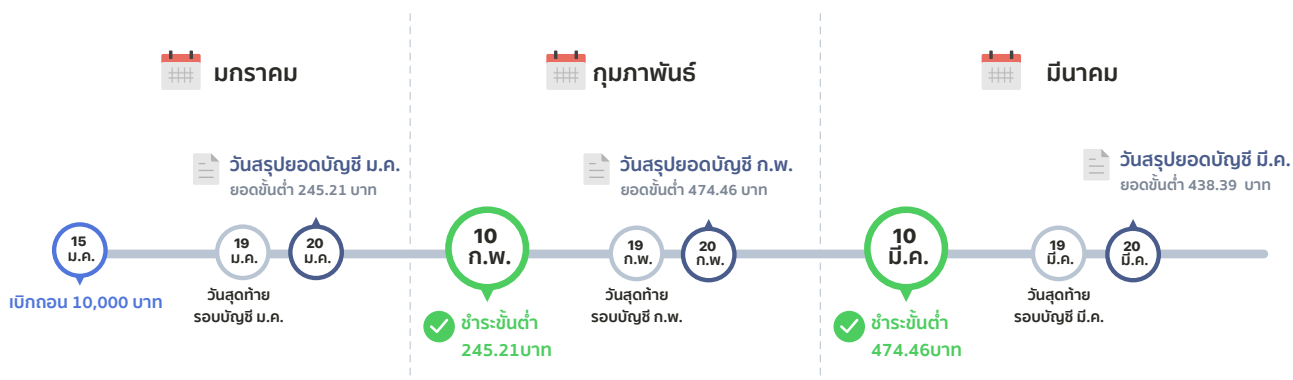 มกราคม
กุมภาพันธ์
มีนาคม
วันสรุปยอดบัญชี ม.ค.
ยอดขั้นต่ำ 245.21 บาท
วันสรุปยอดบัญชี ก.พ.
ยอดขั้นต่ำ 474.46 บาท
วันสรุปยอดบัญชี มี.ค.
ยอดขั้นต่ำ 438.39 บาท
15
ม.ค.
19
ม.ค.
20
ม.ค.
10
ก.พ.
19
ก.พ.
20
ก.พ.
10
มี.ค.
19
มี.ค.
20
มี.ค.
เบิกถอน 10,000 บาท
วันสุดท้าย
รอบบัญชี ม.ค.
ชำระขั้นต่ำ
245.21บาท
วันสุดท้าย
รอบบัญชี ก.พ.
ชำระขั้นต่ำ
474.46บาท
วันสุดท้าย
รอบบัญชี มี.ค.